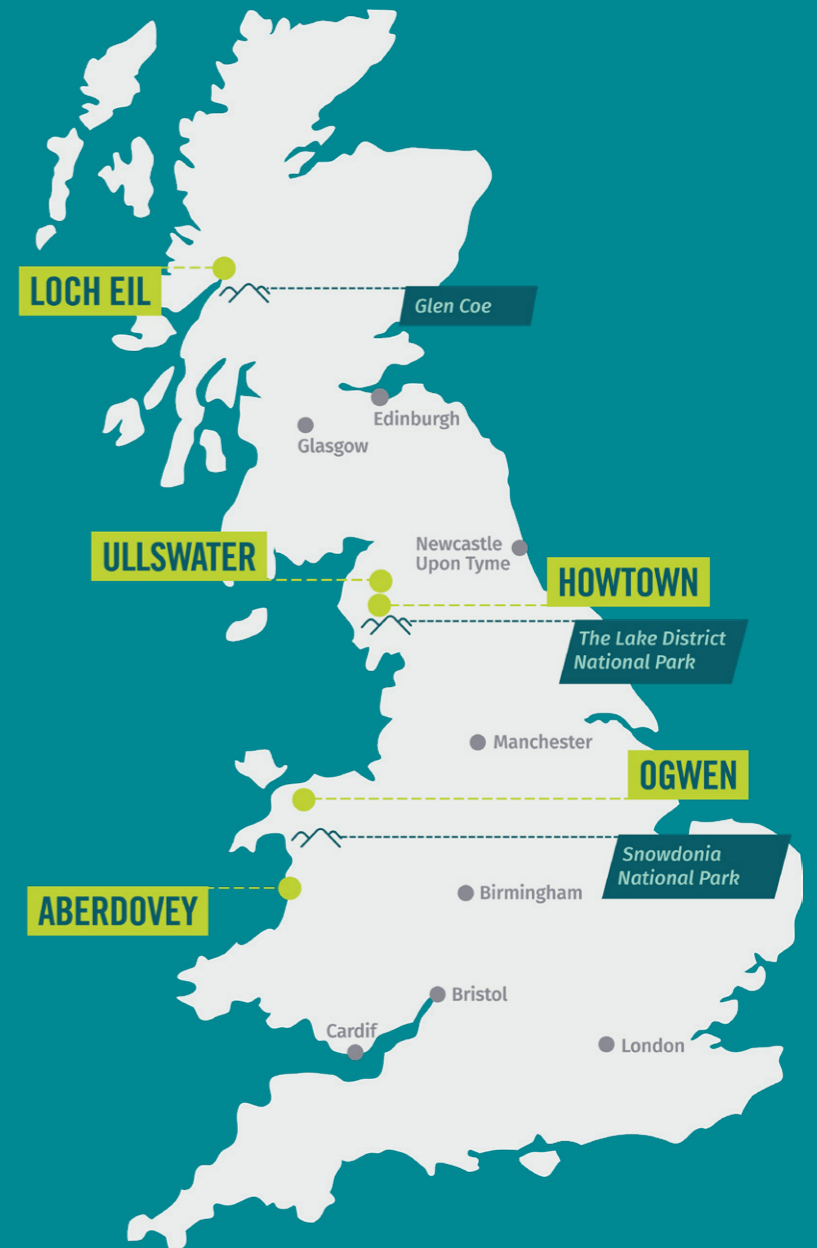 LOCH EIL
Glen Coe
Edinburgh
Glasgow
Newcastle
Upon Tyme
ULLSWATER
HOWTOWN
The Lake District
National Park
Manchester
OGWEN
Snowdonia
National Park
Birmingham
ABERDOVEY
Bristol
Cardif
London